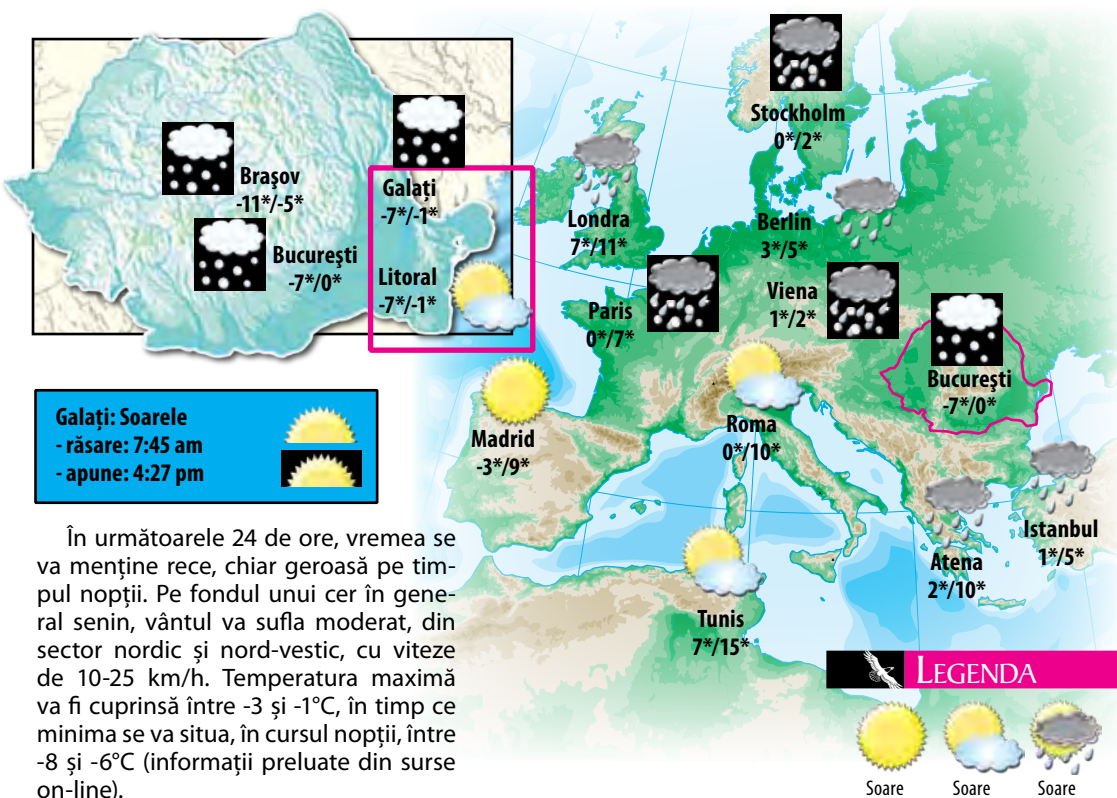 Brașov
-11*/-5*
București
-7*/0*
Galați
-7*/-1*
Litoral
-7*/-1*
Galați: Soarele
- răsare: 7:45 am
- apune: 4:27 pm
În următoarele 24 de ore, vremea se
va menține rece, chiar geroasă pe tim-
pul nopții. Pe fondul unui cer în gene-
ral senin, vântul va sufla moderat, din
sector nordic și nord-vestic, cu viteze
de 10-25 km/h. Temperatura maximă
va fi cuprinsă între -3 și -1°C, în timp ce
minima se va situa, în cursul nopții, între
-8 și -6°C (informații preluate din surse
on-line).
Stockholm
0*/2*
Londra
7*/11*
Berlin
3*/5*
Paris
0*/7*
Viena
1*/2*
București
-7*/0*
Madrid
-3*/9*
Roma
0*/10*
Istanbul
1*/5*
Atena
2*/10*
Tunis
7*/15*
LEGENDA
Soare
Soare
Soare